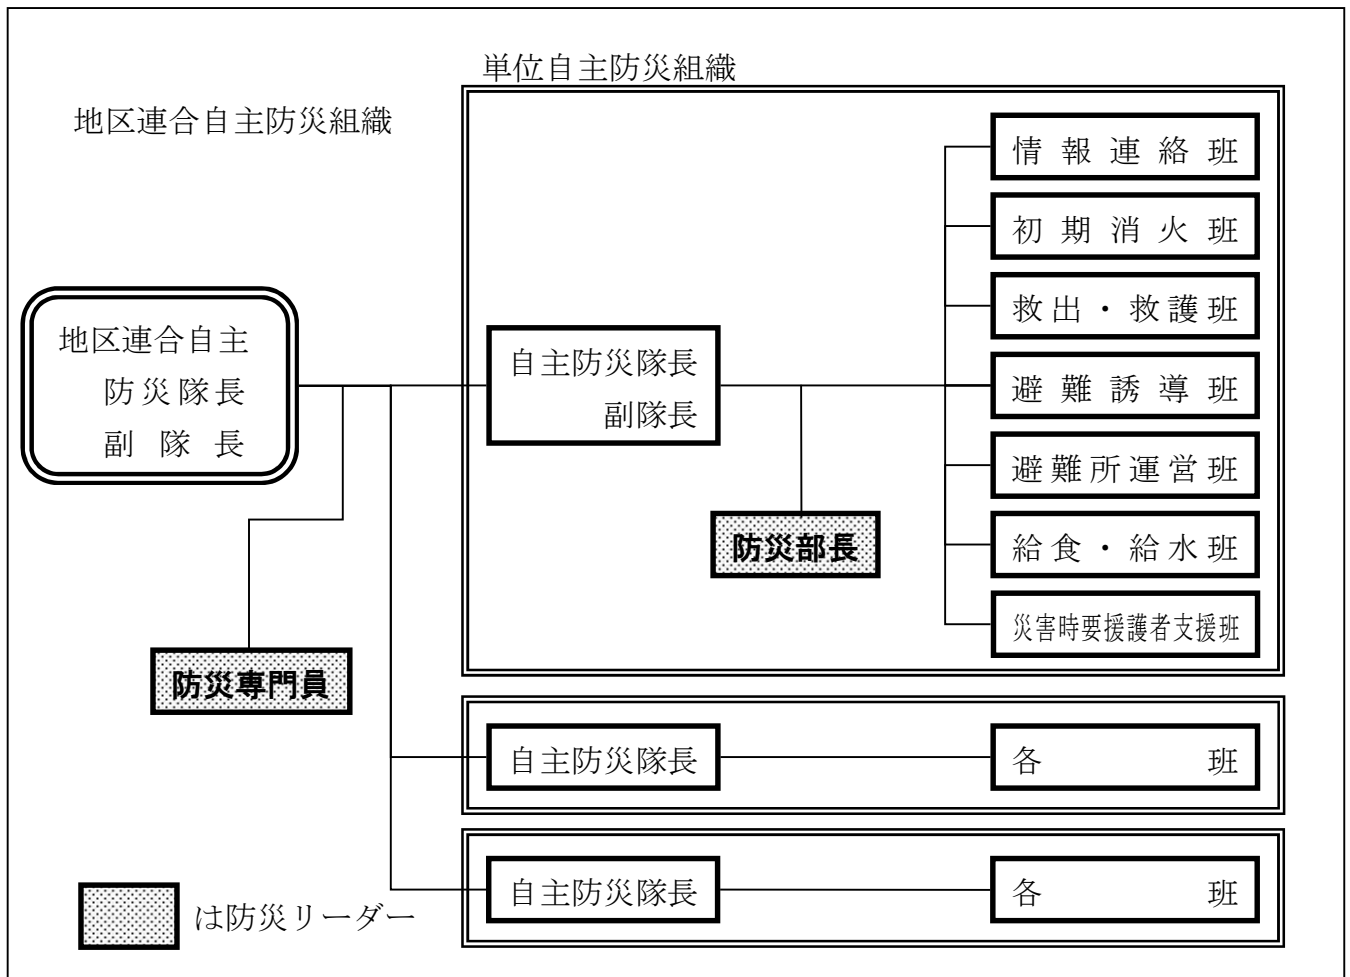 単位自主防災組織
地区連合自主防災組織
情報連絡班
初期消火班
救出・救護班
地区連合自主
防災隊長
副隊長
自主防災隊長
副隊長
避難誘導班
避難所運営班
防災部長
給食・給水班
災害時要援護者支援班
防災専門員
自主防災隊長
各班
自主防災隊長
各班
は防災リーダー